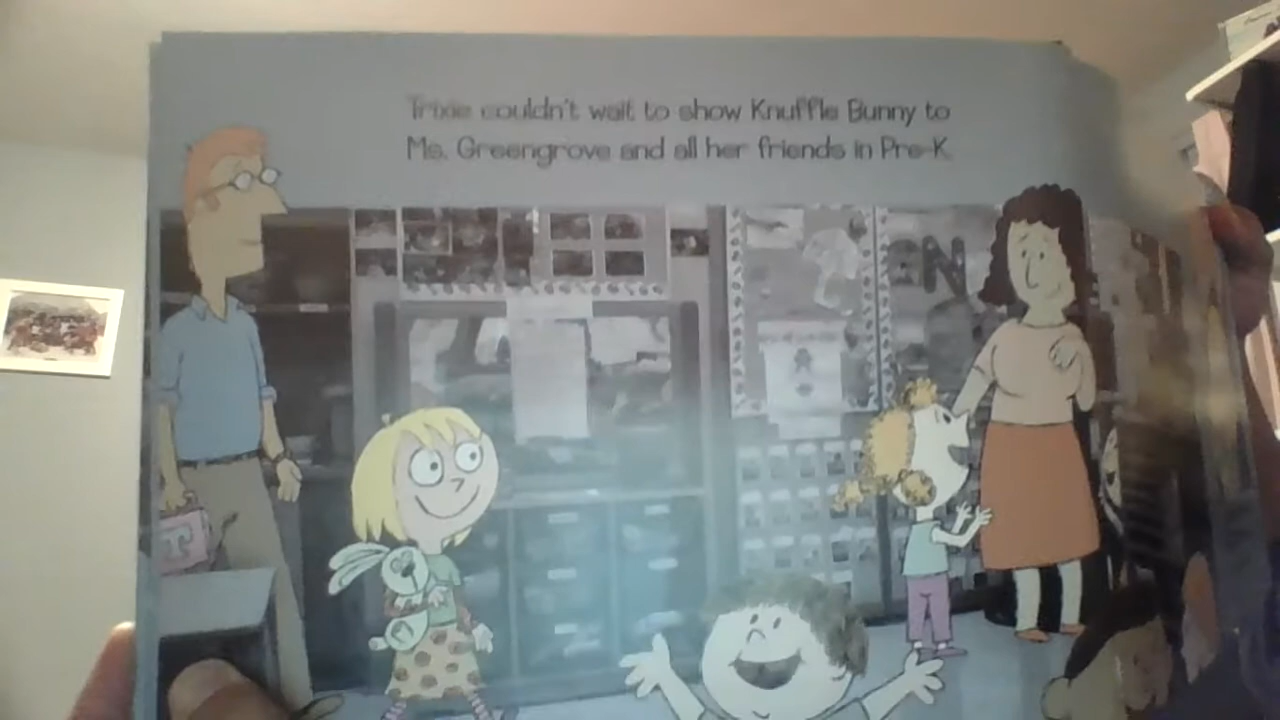 Trixie couldn't wait to show Knuffle Bunny to
Ms. Greengrove and all her friends in Pre-K.
T
N